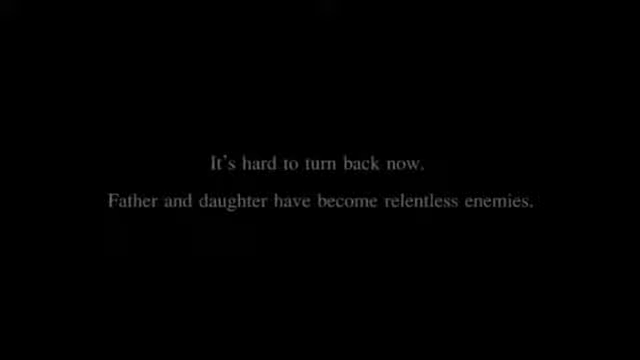 It's hard to turn back now.
Father and daughter have become relentless enemies.